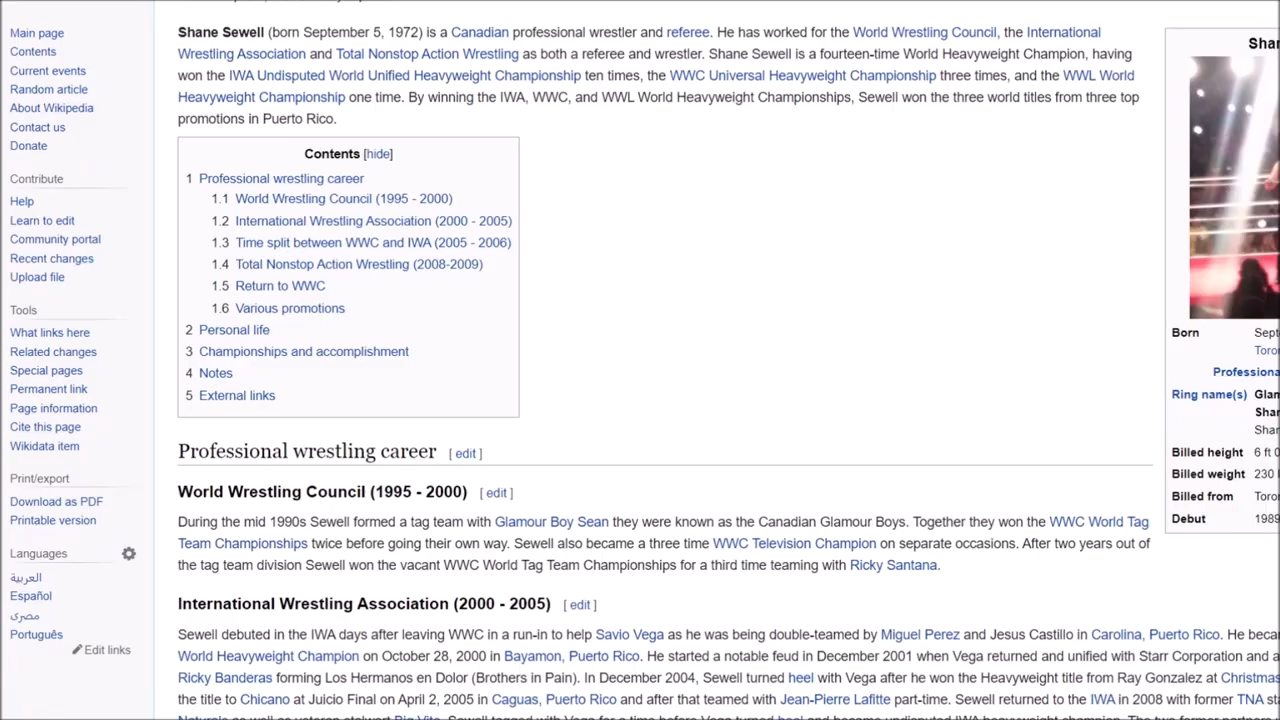 Main page
Contents
Current events
Random article
About Wikipedia
Contact us
Donate
Contribute
Help
Learn to edit
Community portal
Recent changes
Upload file
Tools
What links here
Related changes
Special pages
Permanent link
Page information
Cite this page
Wikidata item
Print/export
Download as PDF
Printable version
Languages
العربية
Español
مصرى
Português
Edit links
Shane Sewell (born September 5, 1972) is a Canadian professional wrestler and referee. He has worked for the World Wrestling Council, the International
Wrestling Association and Total Nonstop Action Wrestling as both a referee and wrestler. Shane Sewell is a fourteen-time World Heavyweight Champion, having
won the IWA Undisputed World Unified Heavyweight Championship ten times, the WWC Universal Heavyweight Championship three times, and the WWL World
Heavyweight Championship one time. By winning the IWA, WWC, and WWL World Heavyweight Championships, Sewell won the three world titles from three top
promotions in Puerto Rico.
Contents [hide]
1 Professional wrestling career
1.1 World Wrestling Council (1995 - 2000)
1.2 International Wrestling Association (2000 - 2005)
1.3 Time split between WWC and IWA (2005 - 2006)
1.4 Total Nonstop Action Wrestling (2008-2009)
1.5 Return to WWC
1.6 Various promotions
2 Personal life
3 Championships and accomplishment
4 Notes
5 External links
Professional wrestling career [ edit ]
World Wrestling Council (1995 - 2000) [ edit ]
During the mid 1990s Sewell formed a tag team with Glamour Boy Sean they were known as the Canadian Glamour Boys. Together they won the WWC World Tag
Team Championships twice before going their own way. Sewell also became a three time WWC Television Champion on separate occasions. After two years out of
the tag team division Sewell won the vacant WWC World Tag Team Championships for a third time teaming with Ricky Santana.
International Wrestling Association (2000 - 2005) [ edit ]
Sewell debuted in the IWA days after leaving WWC in a run-in to help Savio Vega as he was being double-teamed by Miguel Perez and Jesus Castillo in Carolina, Puerto Rico. He becar
World Heavyweight Champion on October 28, 2000 in Bayamon, Puerto Rico. He started a notable feud in December 2001 when Vega returned and unified with Starr Corporation and a
Ricky Banderas forming Los Hermanos en Dolor (Brothers in Pain). In December 2004, Sewell turned heel with Vega after he won the Heavyweight title from Ray Gonzalez at Christmas
the title to Chicano at Juicio Final on April 2, 2005 in Caguas, Puerto Rico and after that teamed with Jean-Pierre Lafitte part-time. Sewell returned to the IWA in 2008 with former TNA
Shar
Born Sept
Toror
Professiona
Ring name(s) Glan
Shar
Shar
Billed height 6 ft 0
Billed weight 230
Billed from Toror
Debut 1989